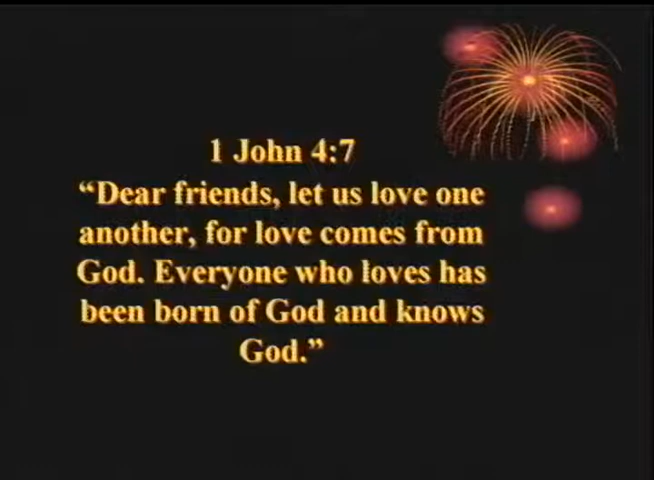 1 John 4:7
“Dear friends, let us love one
another, for love comes from
God. Everyone who loves has
been born of God and knows
God.”